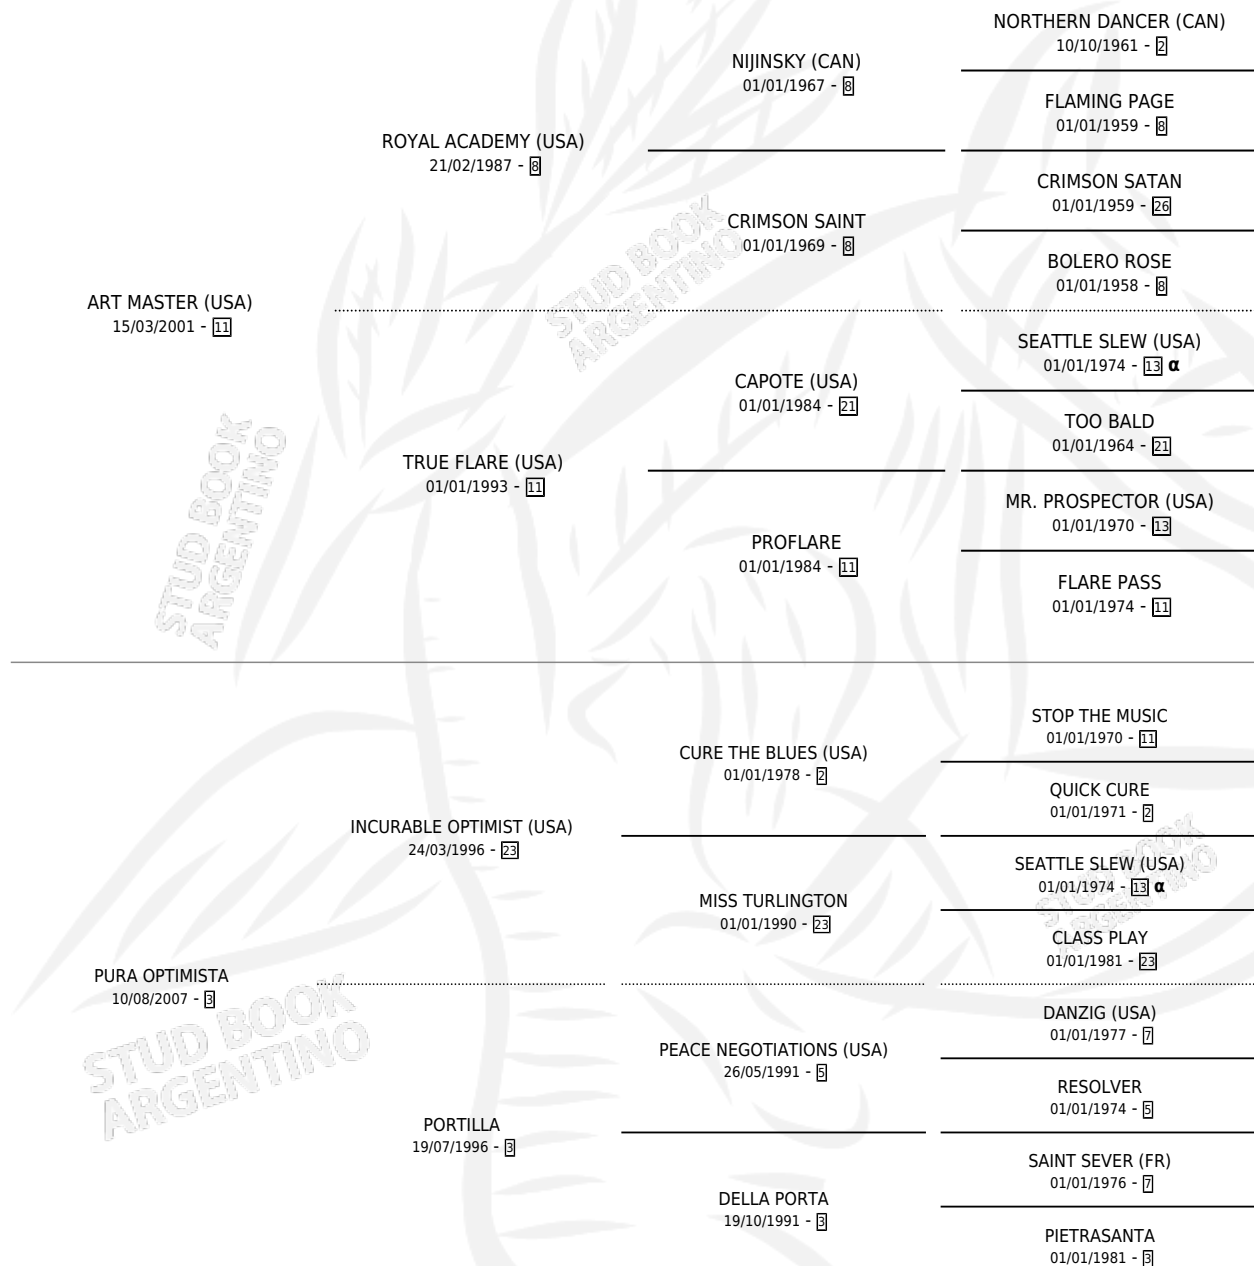 NORTHERN DANCER (CAN)
10/10/1961 - 2
NIJINSKY (CAN)
01/01/1967 - 8
FLAMING PAGE
01/01/1959 - 8
ROYAL ACADEMY (USA)
21/02/1987 - 8
CRIMSON SATAN
01/01/1959 - 26
CRIMSON SAINT
01/01/1969 - 8
BOLERO ROSE
01/01/1958 - 8
STUD BOOK
ARGENTINO
ART MASTER (USA)
15/03/2001 - 11
SEATTLE SLEW (USA)
01/01/1974 - 13 α
CAPOTE (USA)
01/01/1984 - 21
TOO BALD
01/01/1964 - 21
TRUE FLARE (USA)
01/01/1993 - 11
MR. PROSPECTOR (USA)
01/01/1970 - 13
PROFLARE
01/01/1984 - 11
FLARE PASS
01/01/1974 - 11
STUD BOOK
ARGENTINO
STOP THE MUSIC
01/01/1970 - 11
CURE THE BLUES (USA)
01/01/1978 - 2
QUICK CURE
01/01/1971 - 2
INCURABLE OPTIMIST (USA)
24/03/1996 - 23
SEATTLE SLEW (USA)
01/01/1974 - 13 α
MISS TURLINGTON
01/01/1990 - 23
CLASS PLAY
01/01/1981 - 23
STUD BOOK
ARGENTINO
PURA OPTIMISTA
10/08/2007 - 3
DANZIG (USA)
01/01/1977 - 7
PEACE NEGOTIATIONS (USA)
26/05/1991 - 5
RESOLVER
01/01/1974 - 5
STUD BOOK
ARGENTINO
PORTILLA
19/07/1996 - 3
SAINT SEVER (FR)
01/01/1976 - 7
DELLA PORTA
19/10/1991 - 3
PIETRASANTA
01/01/1981 - 3